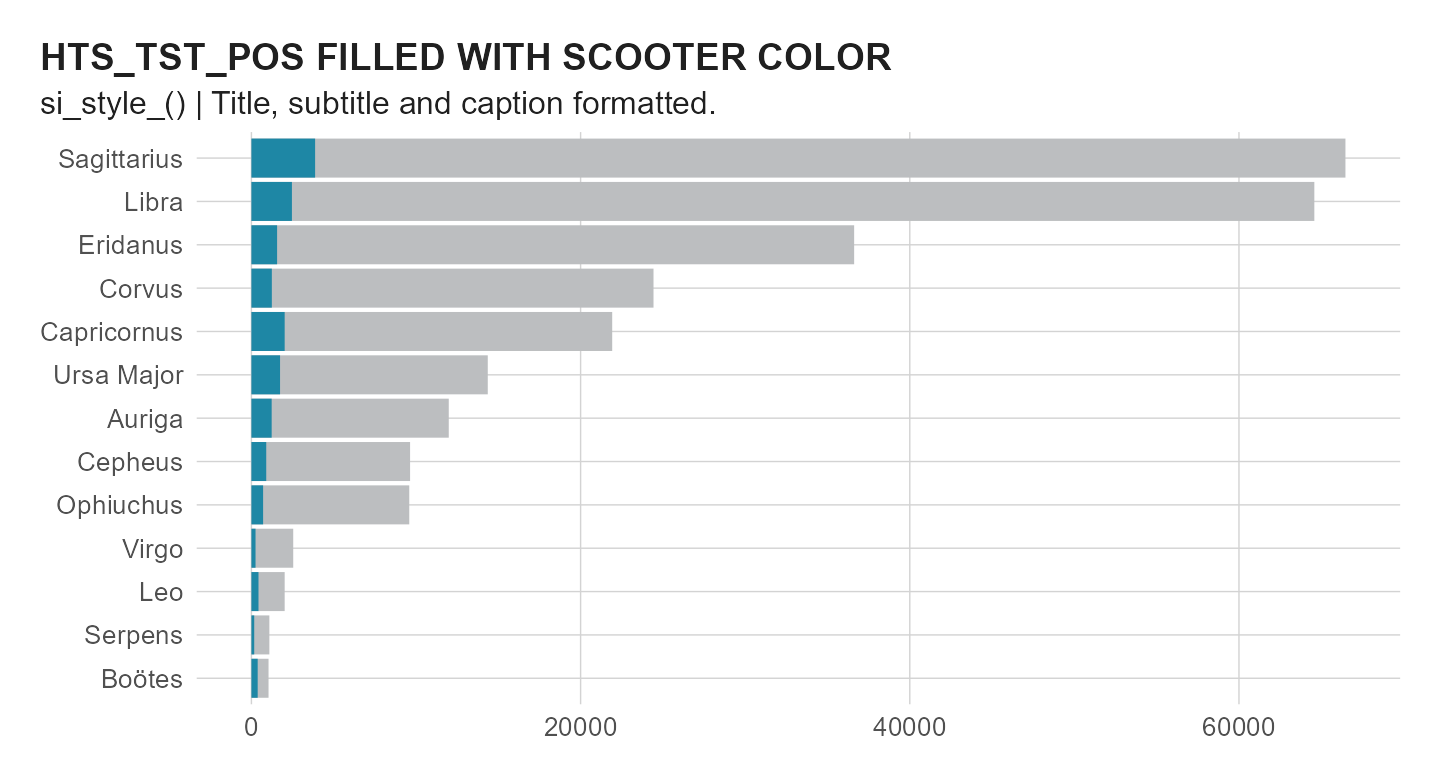 HTS_TST_POS FILLED WITH SCOOTER COLOR
si_style_() | Title, subtitle and caption formatted.
Sagittarius
Libra
Eridanus
Corvus
Capricornus
Ursa Major
Auriga
Cepheus
Ophiuchus
Virgo
Leo
Serpens
Boötes
0 20000 40000 60000